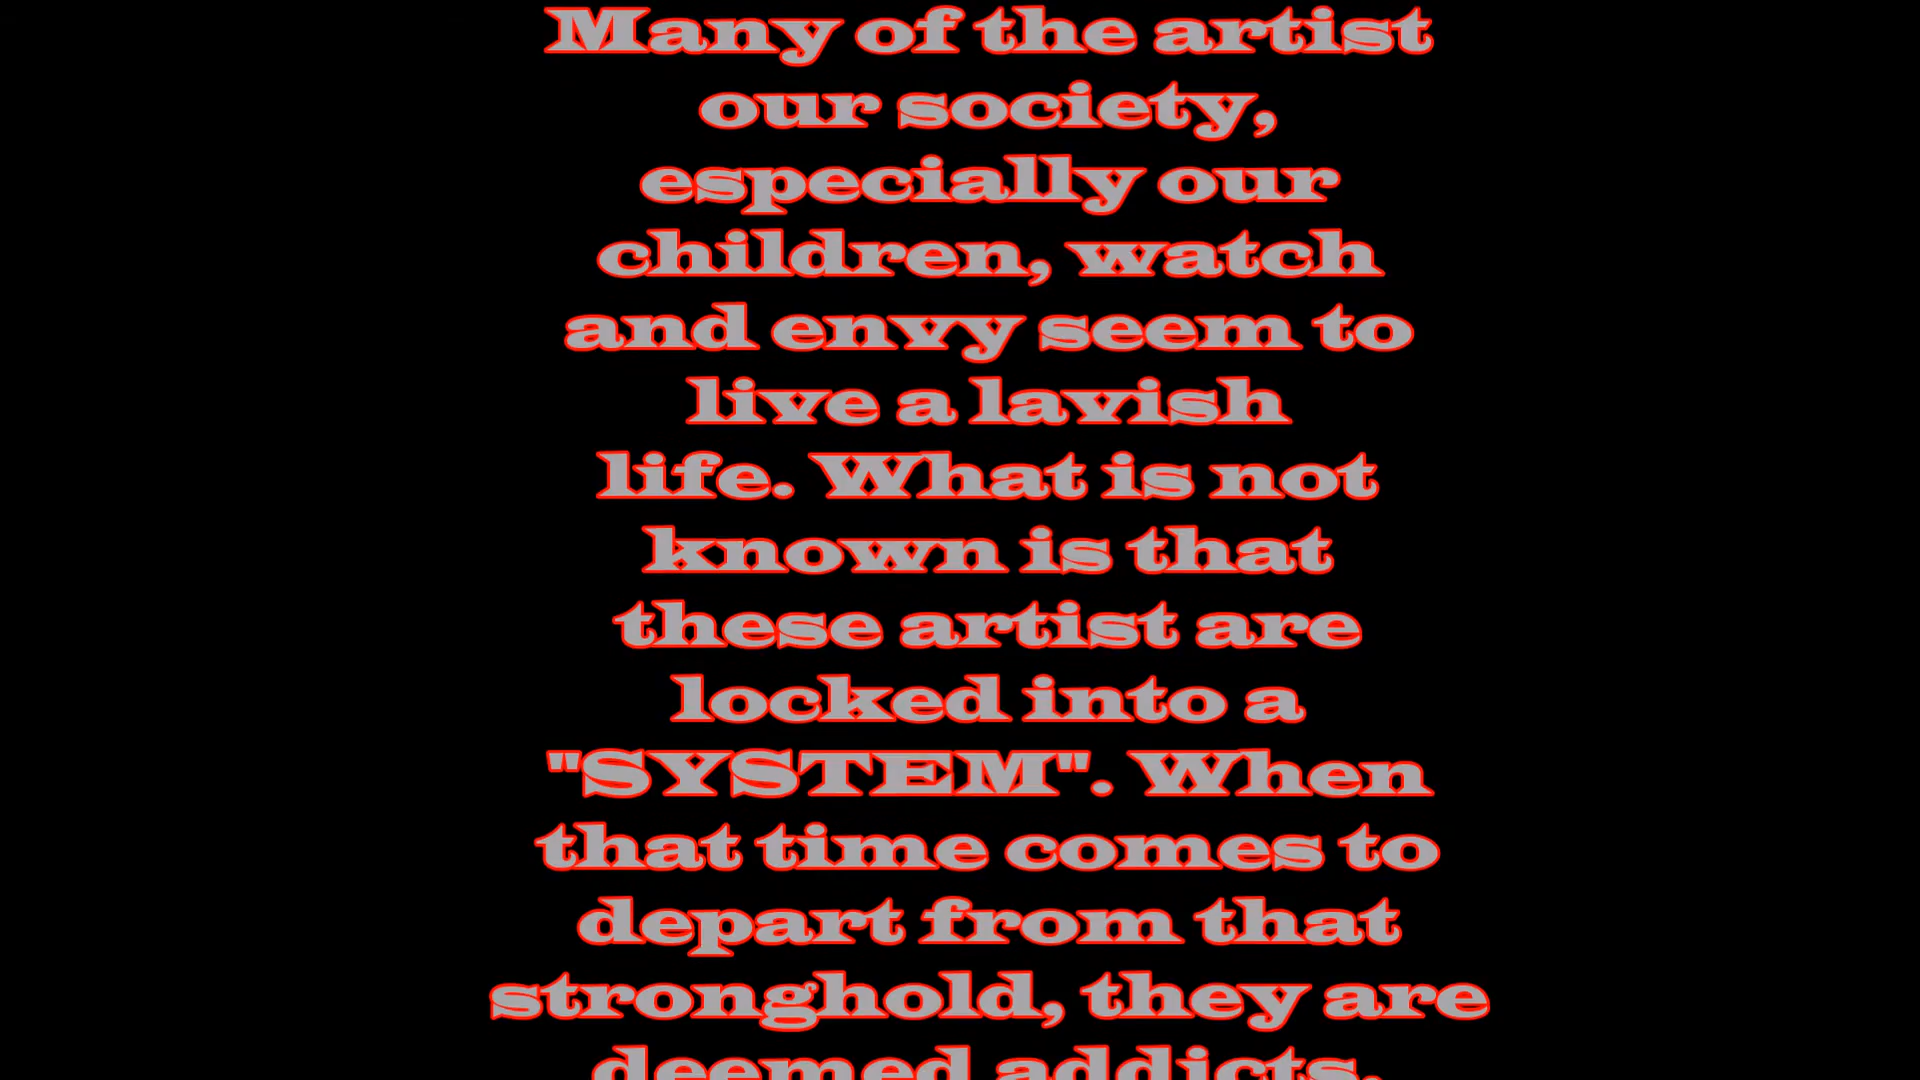 Many of the artist
our society,
especially our
children, watch
and envy seem to
live a lavish
life. What is not
known is that
these artist are
locked into a
"SYSTEM". When
that time comes to
depart from that
stronghold, they are
deemed addicts,